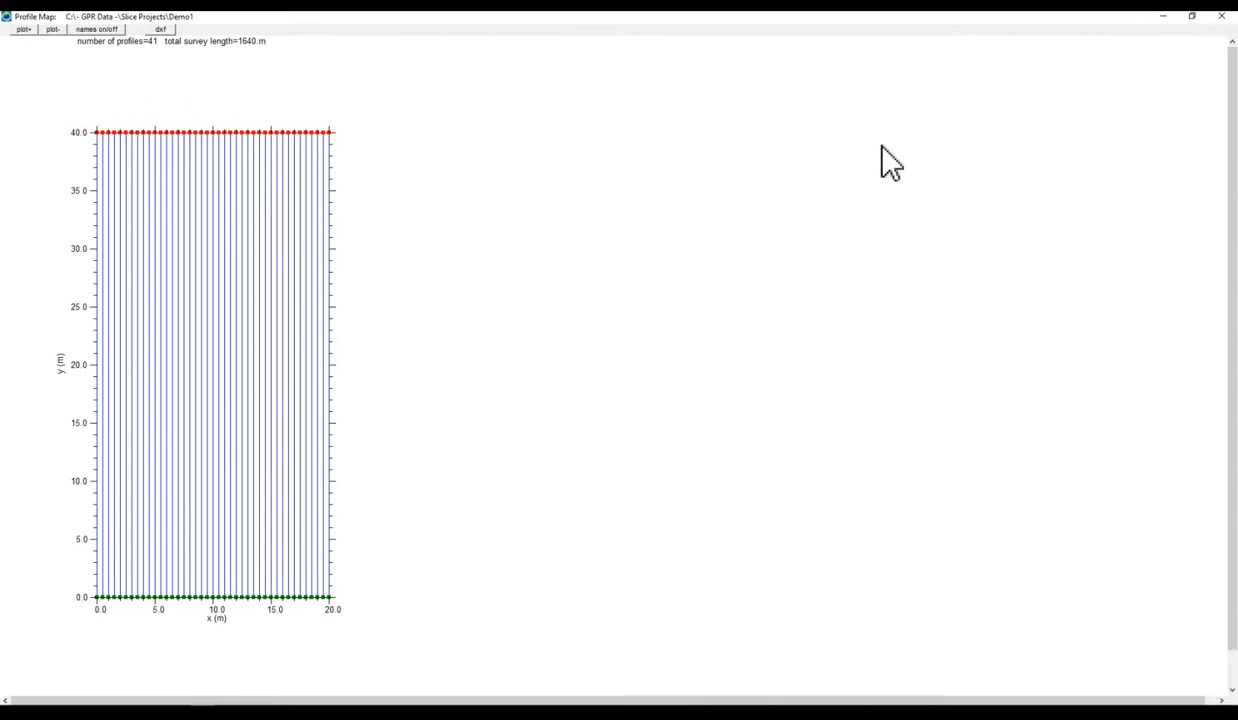 Profile Map: C:\- GPR Data -\Slice Projects\Demo1
plot+ plot- names on/off dxf
number of profiles=41 total survey length=1640.m
40.0
35.0
30.0
25.0
y (m)
20.0
15.0
10.0
5.0
0.0
0.0 5.0 10.0 15.0 20.0
x (m)